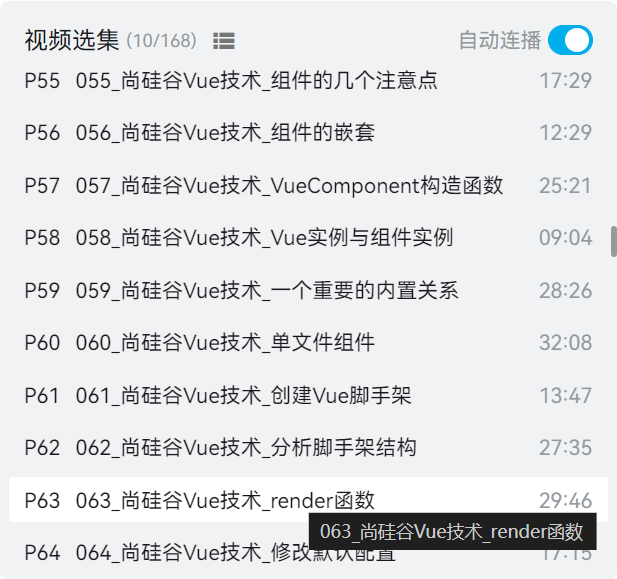 视频选集 (10/168) 自动连播
P55 055_尚硅谷Vue技术_组件的几个注意点 17:29
P56 056_尚硅谷Vue技术_组件的嵌套 12:29
P57 057_尚硅谷Vue技术_VueComponent构造函数 25:21
P58 058_尚硅谷Vue技术_Vue实例与组件实例 09:04
P59 059_尚硅谷Vue技术_一个重要的内置关系 28:26
P60 060_尚硅谷Vue技术_单文件组件 32:08
P61 061_尚硅谷Vue技术_创建Vue脚手架 13:47
P62 062_尚硅谷Vue技术_分析脚手架结构 27:35
P63 063_尚硅谷Vue技术_render函数 29:46
063_尚硅谷Vue技术_render函数
P64 064_尚硅谷Vue技术_修改默认配置 17:15